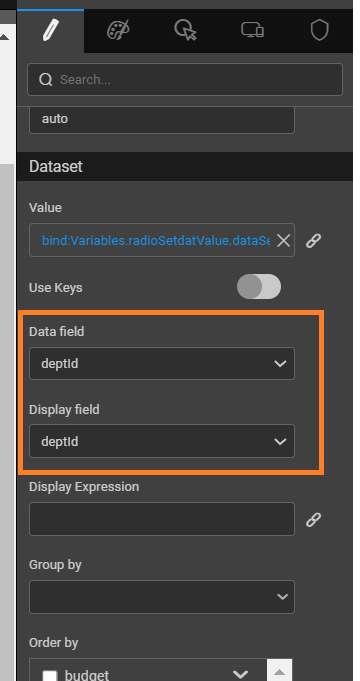 Search...
auto
Dataset
Value
bind:Variables.radioSetdatValue.dataSe
Use Keys
Data field
deptId
Display field
deptId
Display Expression
Group by
Order by
budget